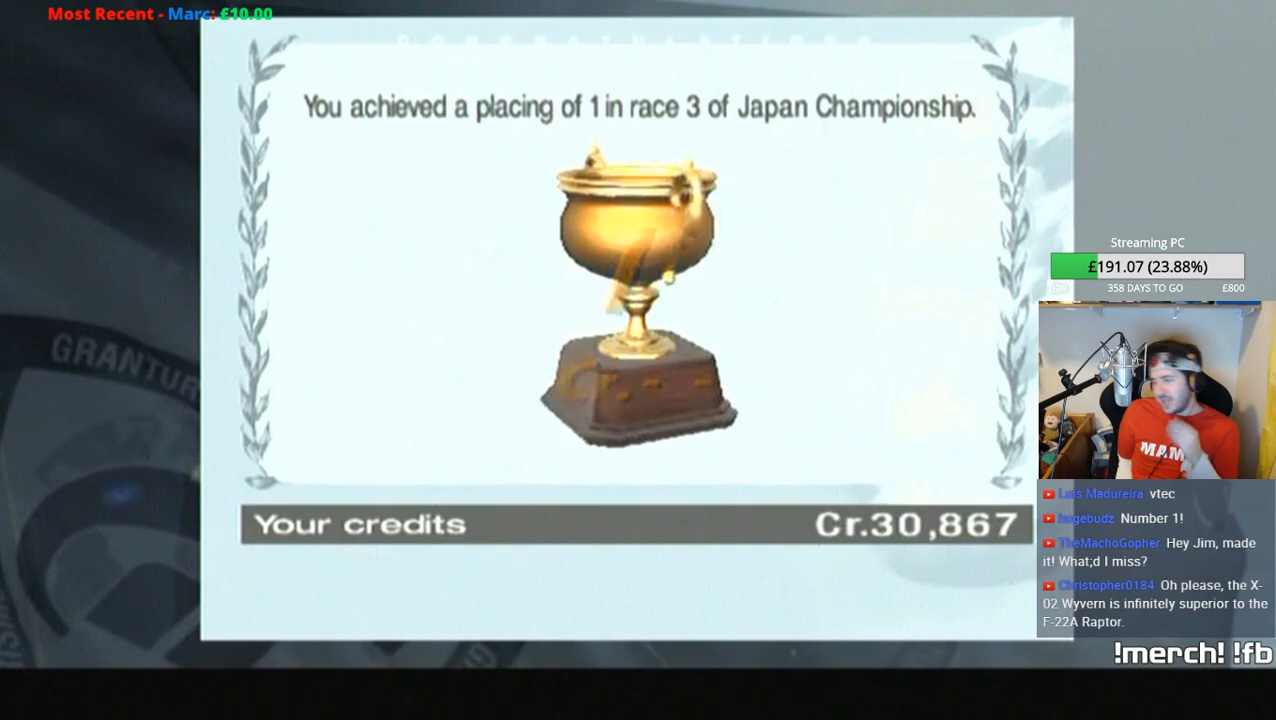 Most Recent - Marc: £10.00
CONGRATULATIONS
You achieved a placing of 1 in race 3 of Japan Championship.
GRANTUR
Streaming PC
£191.07 (23.88%)
358 DAYS TO GO £800
MAM
Your credits Cr.30,867
Luis Madureira vtec
hugebudz Number 1!
TheMachoGopher Hey Jim, made
it! What;d I miss?
Christopher0184 Oh please, the X-
02 Wyvern is infinitely superior to the
F-22A Raptor.
!merch! !fb